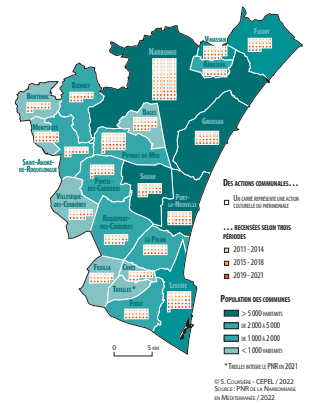 Fleury
Vinassan
Armissan
Narbonne
Bizanet
Boutenac
Bages
Gruissan
Montséret
Peyriac-de-Mer
Saint-André-
de-Roquelongue
Portel-
des-Corbières
Sigean
Port-
la-Nouvelle
Villesèque-
des-Corbières
Roquefort-
des-Corbières
la Palme
Feuilla
Caves
Treilles *
Leucate
Fitou
0 5 km
Des actions communales...
Un carré représente une action
culturelle ou patrimoniale
... recensées selon trois
périodes
2011 - 2014
2015 - 2018
2019 - 2021
Population des communes
> 5 000 habitants
de 2 000 à 5 000
de 1 000 à 2 000
< 1 000 habitants
* Treilles intègre le PNR en 2021
© S. Coursière - CEPEL / 2022
Source : PNR de la Narbonnaise
en Méditerranée / 2022